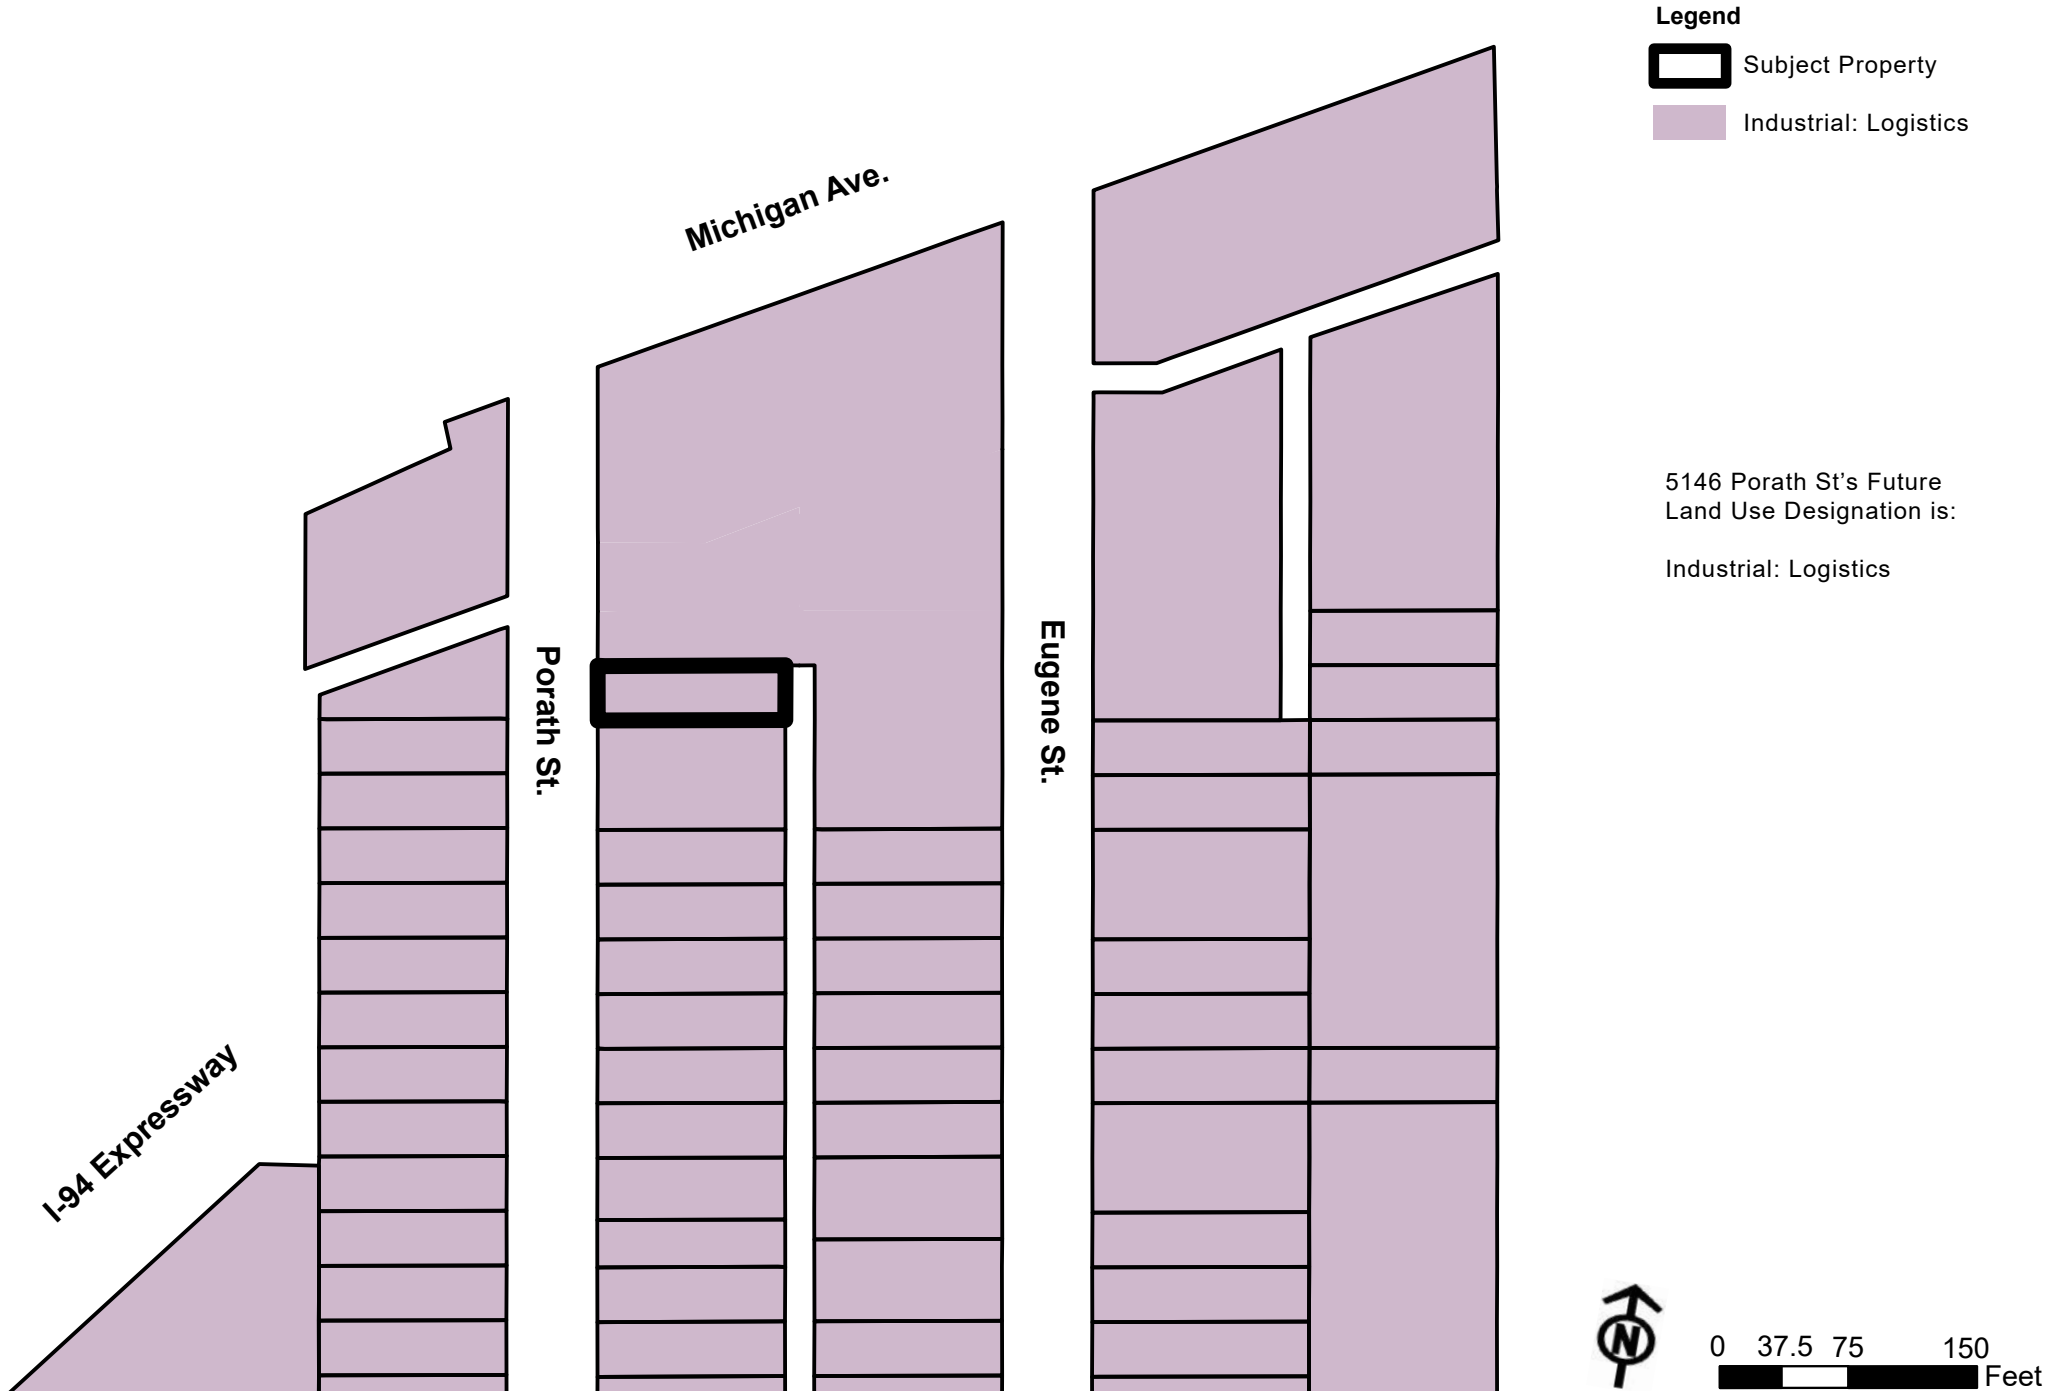 Legend
Subject Property
Industrial: Logistics
Michigan Ave.
5146 Porath St’s Future
Land Use Designation is:
Industrial: Logistics
Porath St.
Eugene St.
I-94 Expressway
N
0 37.5 75 150
Feet